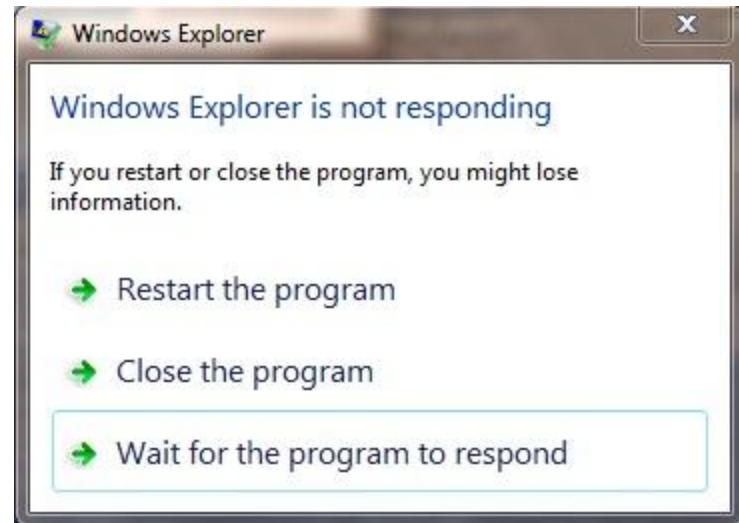 Windows Explorer
X
Windows Explorer is not responding
If you restart or close the program, you might lose
information.
Restart the program
Close the program
Wait for the program to respond